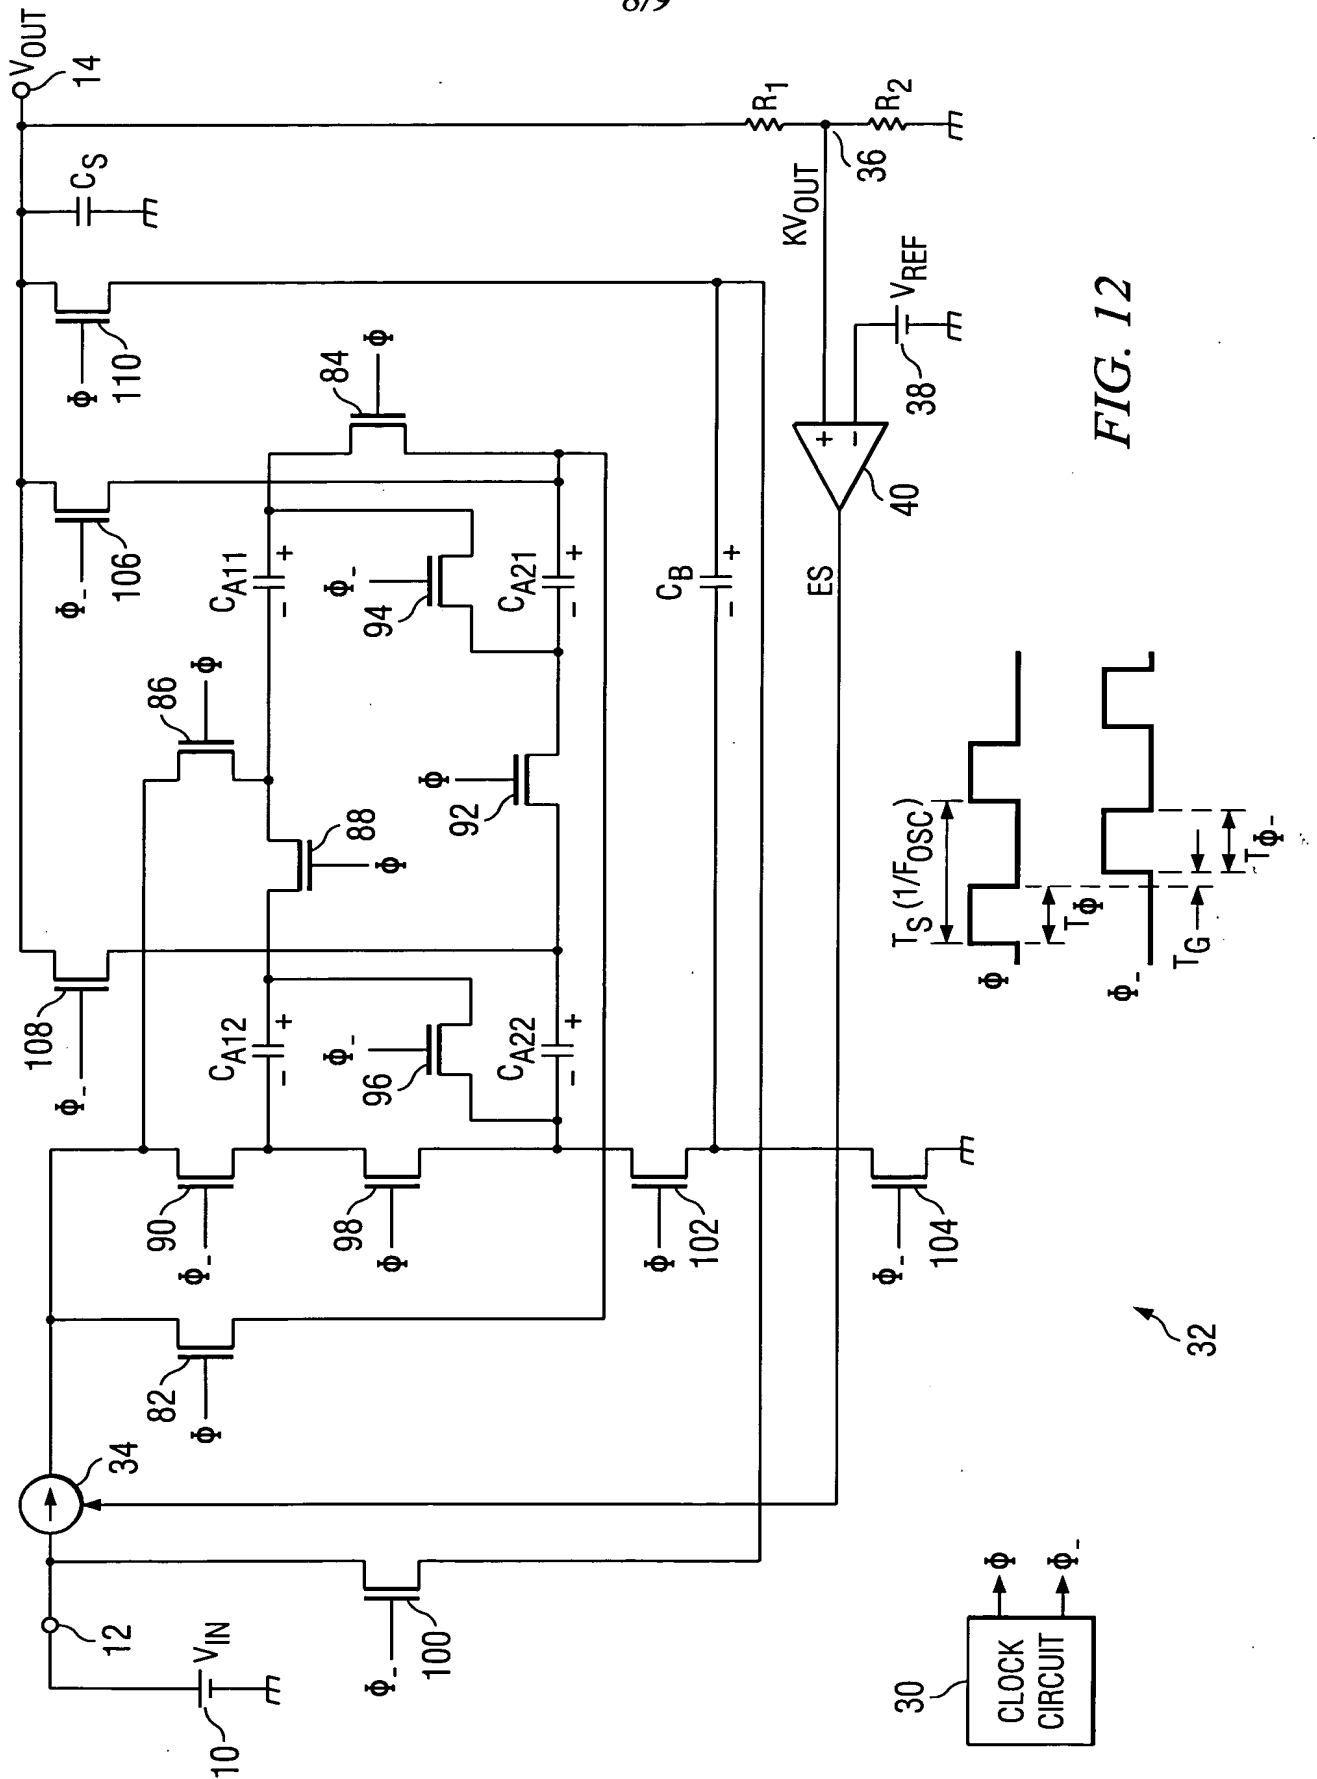 8/9
VOUT
14
CS
R1
R2
36
KVOUT
VREF
38
40
ES
110
Φ
106
Φ-
84
Φ
CA11
+
-
94
Φ-
CA21
+
-
CB
+
-
86
Φ
88
Φ
92
Φ
108
Φ-
CA12
+
-
96
Φ-
CA22
+
-
90
Φ-
98
Φ
102
Φ
104
Φ-
82
Φ
34
100
Φ-
12
VIN
10
+
-
32
30
CLOCK
CIRCUIT
Φ
Φ-
TS (1/FOSC)
Φ
TΦ
Φ-
TG
TΦ-
FIG. 12